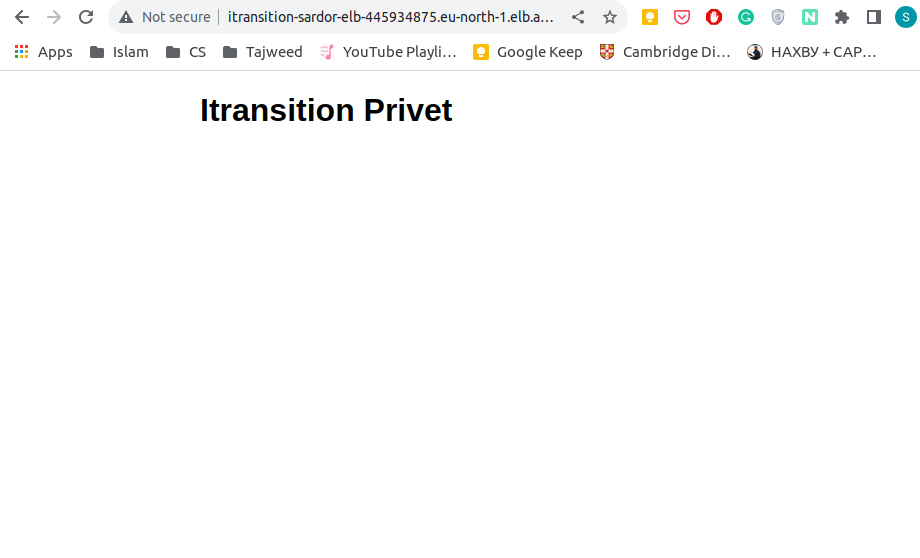 Not secure itransition-sardor-elb-445934875.eu-north-1.elb.a...
S
Apps Islam CS Tajweed YouTube Playli... Google Keep Cambridge Di... НАХВУ + САР...
Itransition Privet